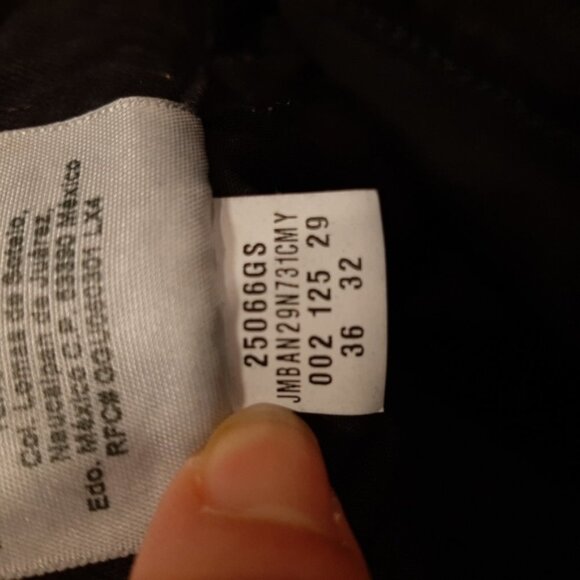 Col. Lomas de Sotelo,
Naucalpan de Juárez,
Edo. México C.P. 53390 México
RFC# GGU050301 LX4
25066GS
JMBAN29N731CMY
002 125 29
36 32